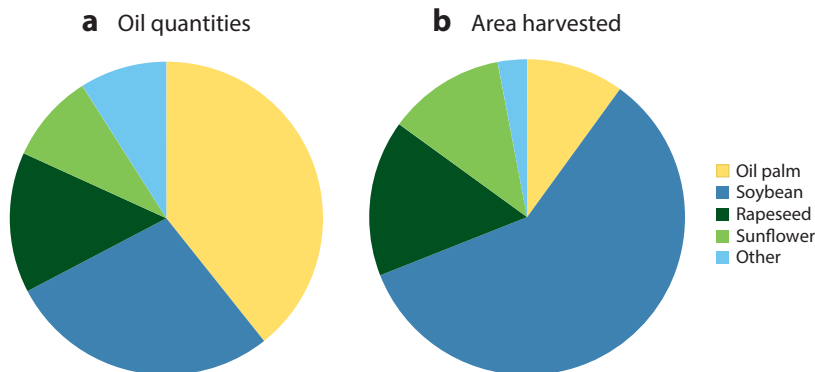 a Oil quantities
b Area harvested
Oil palm
Soybean
Rapeseed
Sunflower
Other